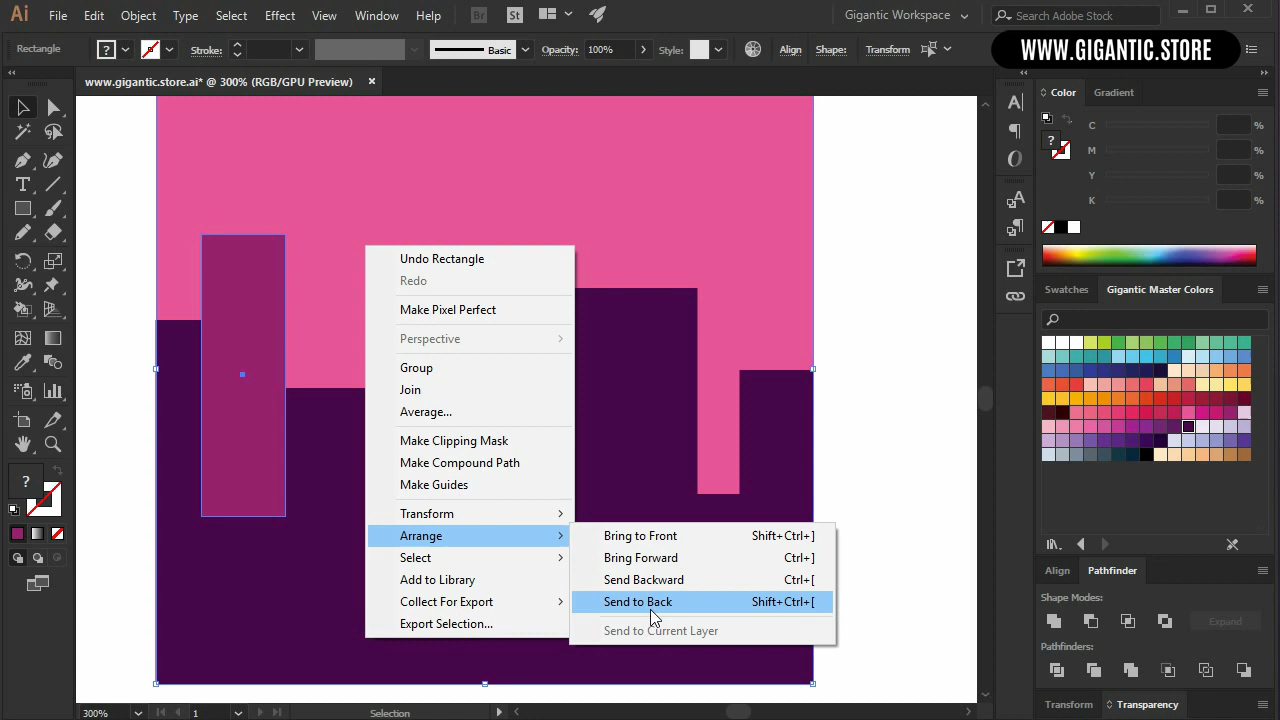 Ai File Edit Object Type Select Effect View Window Help Br St Gigantic Workspace Search Adobe Stock
Rectangle ? Stroke: Basic Opacity: 100% Style: Align Shape: Transform WWW.GIGANTIC.STORE
www.gigantic.store.ai* @ 300% (RGB/GPU Preview)
Color Gradient
C %
M %
Y %
K %
?
Swatches Gigantic Master Colors
Undo Rectangle
Redo
Make Pixel Perfect
Perspective
Group
Join
Average...
Make Clipping Mask
Make Compound Path
Make Guides
Transform
Arrange
Select
Add to Library
Collect For Export
Export Selection...
Bring to Front Shift+Ctrl+]
Bring Forward Ctrl+]
Send Backward Ctrl+[
Send to Back Shift+Ctrl+[
Send to Current Layer
?
Align Pathfinder
Shape Modes:
Expand
Pathfinders:
Transform Transparency
300% 1 Selection